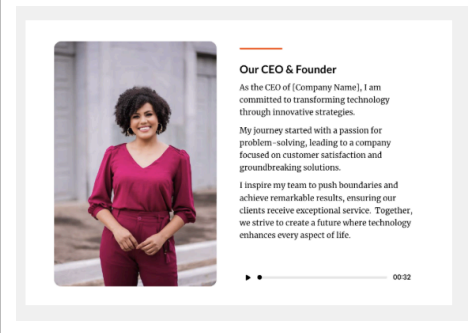 Our CEO & Founder
As the CEO of [Company Name], I am
committed to transforming technology
through innovative strategies.
My journey started with a passion for
problem-solving, leading to a company
focused on customer satisfaction and
groundbreaking solutions.
I inspire my team to push boundaries and
achieve remarkable results, ensuring our
clients receive exceptional service. Together,
we strive to create a future where technology
enhances every aspect of life.
00:32